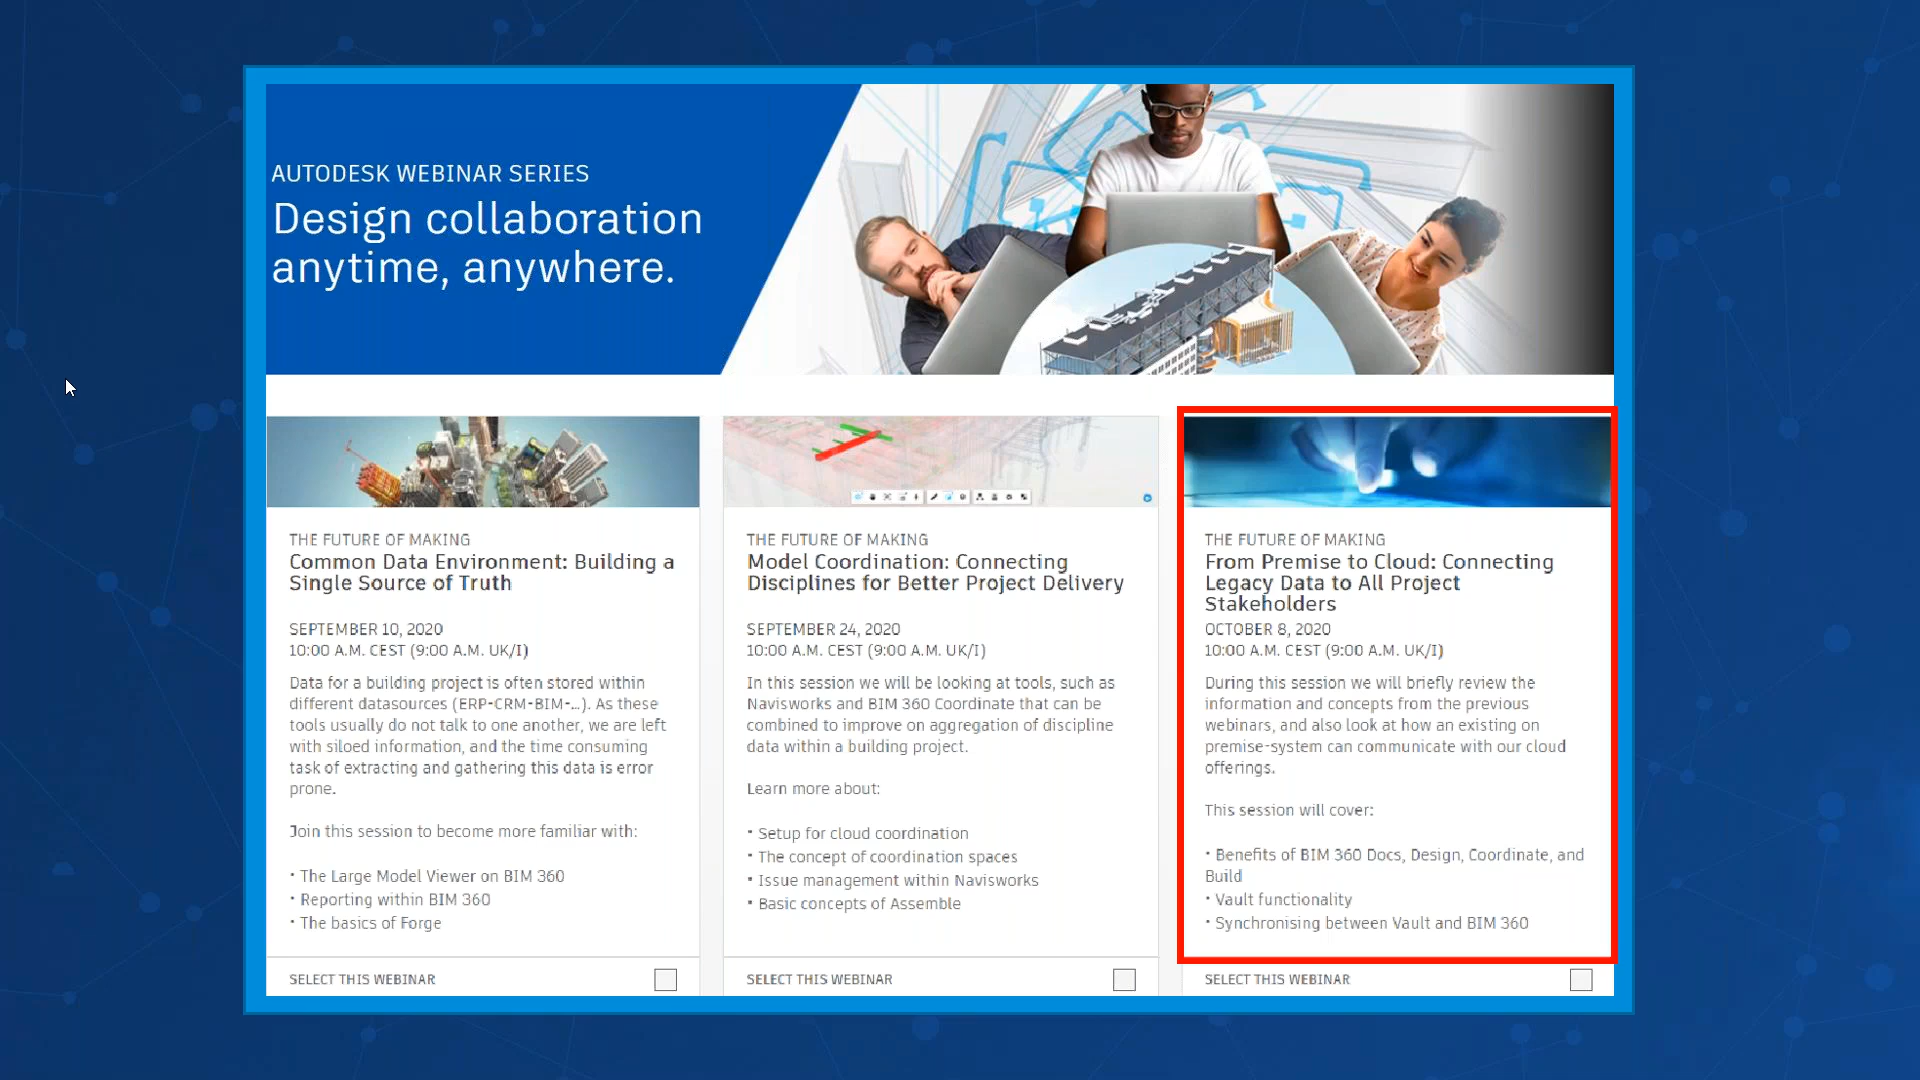 AUTODESK WEBINAR SERIES
Design collaboration
anytime, anywhere.
THE FUTURE OF MAKING
Common Data Environment: Building a
Single Source of Truth
SEPTEMBER 10, 2020
10:00 A.M. CEST (9:00 A.M. UK/I)
Data for a building project is often stored within
different datasources (ERP-CRM-BIM-…). As these
tools usually do not talk to one another, we are left
with siloed information, and the time consuming
task of extracting and gathering this data is error
prone.
Join this session to become more familiar with:
• The Large Model Viewer on BIM 360
• Reporting within BIM 360
• The basics of Forge
SELECT THIS WEBINAR
THE FUTURE OF MAKING
Model Coordination: Connecting
Disciplines for Better Project Delivery
SEPTEMBER 24, 2020
10:00 A.M. CEST (9:00 A.M. UK/I)
In this session we will be looking at tools, such as
Navisworks and BIM 360 Coordinate that can be
combined to improve on aggregation of discipline
data within a building project.
Learn more about:
• Setup for cloud coordination
• The concept of coordination spaces
• Issue management within Navisworks
• Basic concepts of Assemble
SELECT THIS WEBINAR
THE FUTURE OF MAKING
From Premise to Cloud: Connecting
Legacy Data to All Project
Stakeholders
OCTOBER 8, 2020
10:00 A.M. CEST (9:00 A.M. UK/I)
During this session we will briefly review the
information and concepts from the previous
webinars, and also look at how an existing on
premise-system can communicate with our cloud
offerings.
This session will cover:
• Benefits of BIM 360 Docs, Design, Coordinate, and
Build
• Vault functionality
• Synchronising between Vault and BIM 360
SELECT THIS WEBINAR